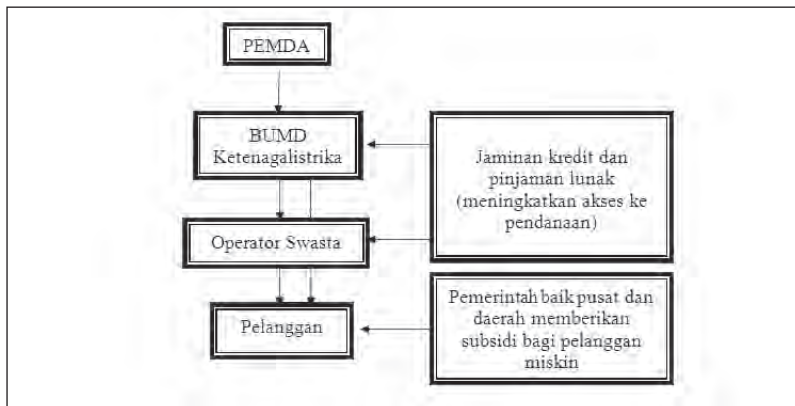 PEMDA
BUMD
Ketenagalistrika
Operator Swasta
Pelanggan
Jaminan kredit dan
pinjaman lunak
(meningkatkan akses ke
pendanaan)
Pemerintah baik pusat dan
daerah memberikan
subsidi bagi pelanggan
miskin